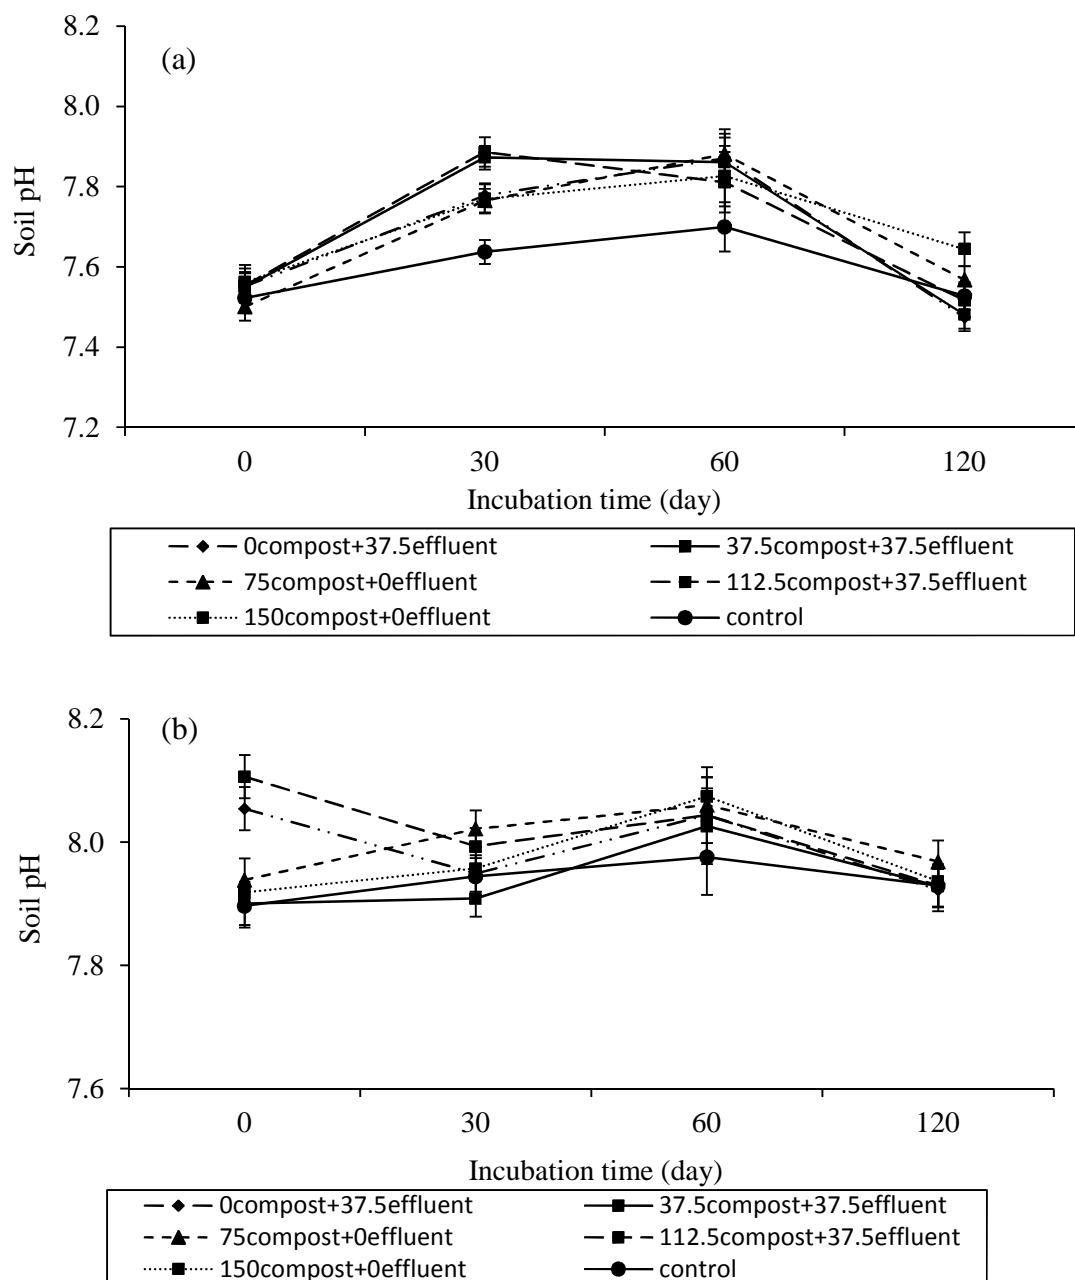 (a)
8.2
8.0
7.8
7.6
7.4
7.2
Soil pH
0 30 60 120
Incubation time (day)
0compost+37.5effluent 37.5compost+37.5effluent
75compost+0effluent 112.5compost+37.5effluent
150compost+0effluent control
(b)
8.2
8.0
7.8
7.6
Soil pH
0 30 60 120
Incubation time (day)
0compost+37.5effluent 37.5compost+37.5effluent
75compost+0effluent 112.5compost+37.5effluent
150compost+0effluent control